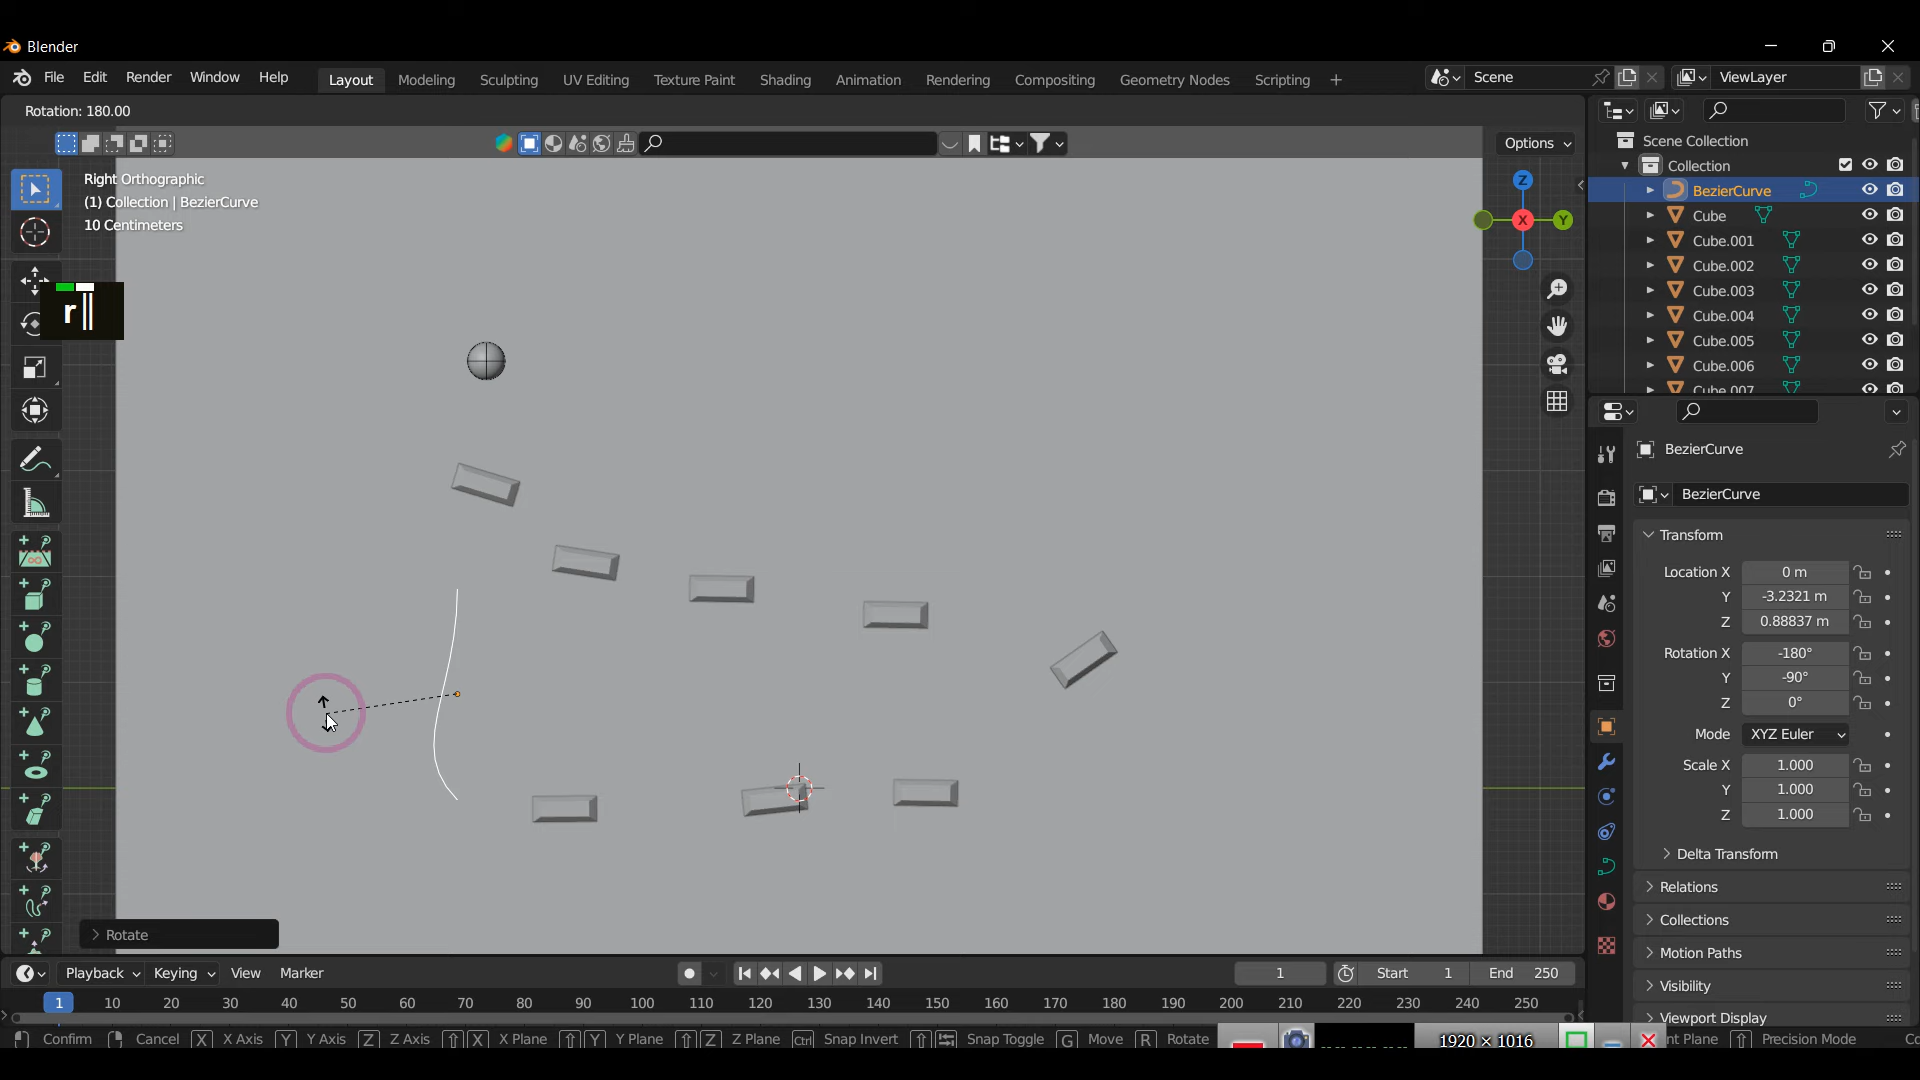 Blender
File Edit Render Window Help Layout Modeling Sculpting UV Editing Texture Paint Shading Animation Rendering Compositing Geometry Nodes Scripting + Scene ViewLayer
Rotation: 180.00
Options
Right Orthographic
(1) Collection | BezierCurve
10 Centimeters
Z
X
Y
r||
Scene Collection
Collection
BezierCurve
Cube
Cube.001
Cube.002
Cube.003
Cube.004
Cube.005
Cube.006
Cube.007
BezierCurve
BezierCurve
Transform
Location X 0 m
Y -3.2321 m
Z 0.88837 m
Rotation X -180°
Y -90°
Z 0°
Mode XYZ Euler
Scale X 1.000
Y 1.000
Z 1.000
Delta Transform
Relations
Collections
Motion Paths
Visibility
Viewport Display
Rotate
Playback Keying View Marker 1 Start 1 End 250
1 10 20 30 40 50 60 70 80 90 100 110 120 130 140 150 160 170 180 190 200 210 220 230 240 250
Confirm Cancel X X Axis Y Y Axis Z Z Axis X X Plane Y Y Plane Z Z Plane Ctrl Snap Invert Snap Toggle G Move R Rotate 1920 × 1016 nt Plane Precision Mode Co